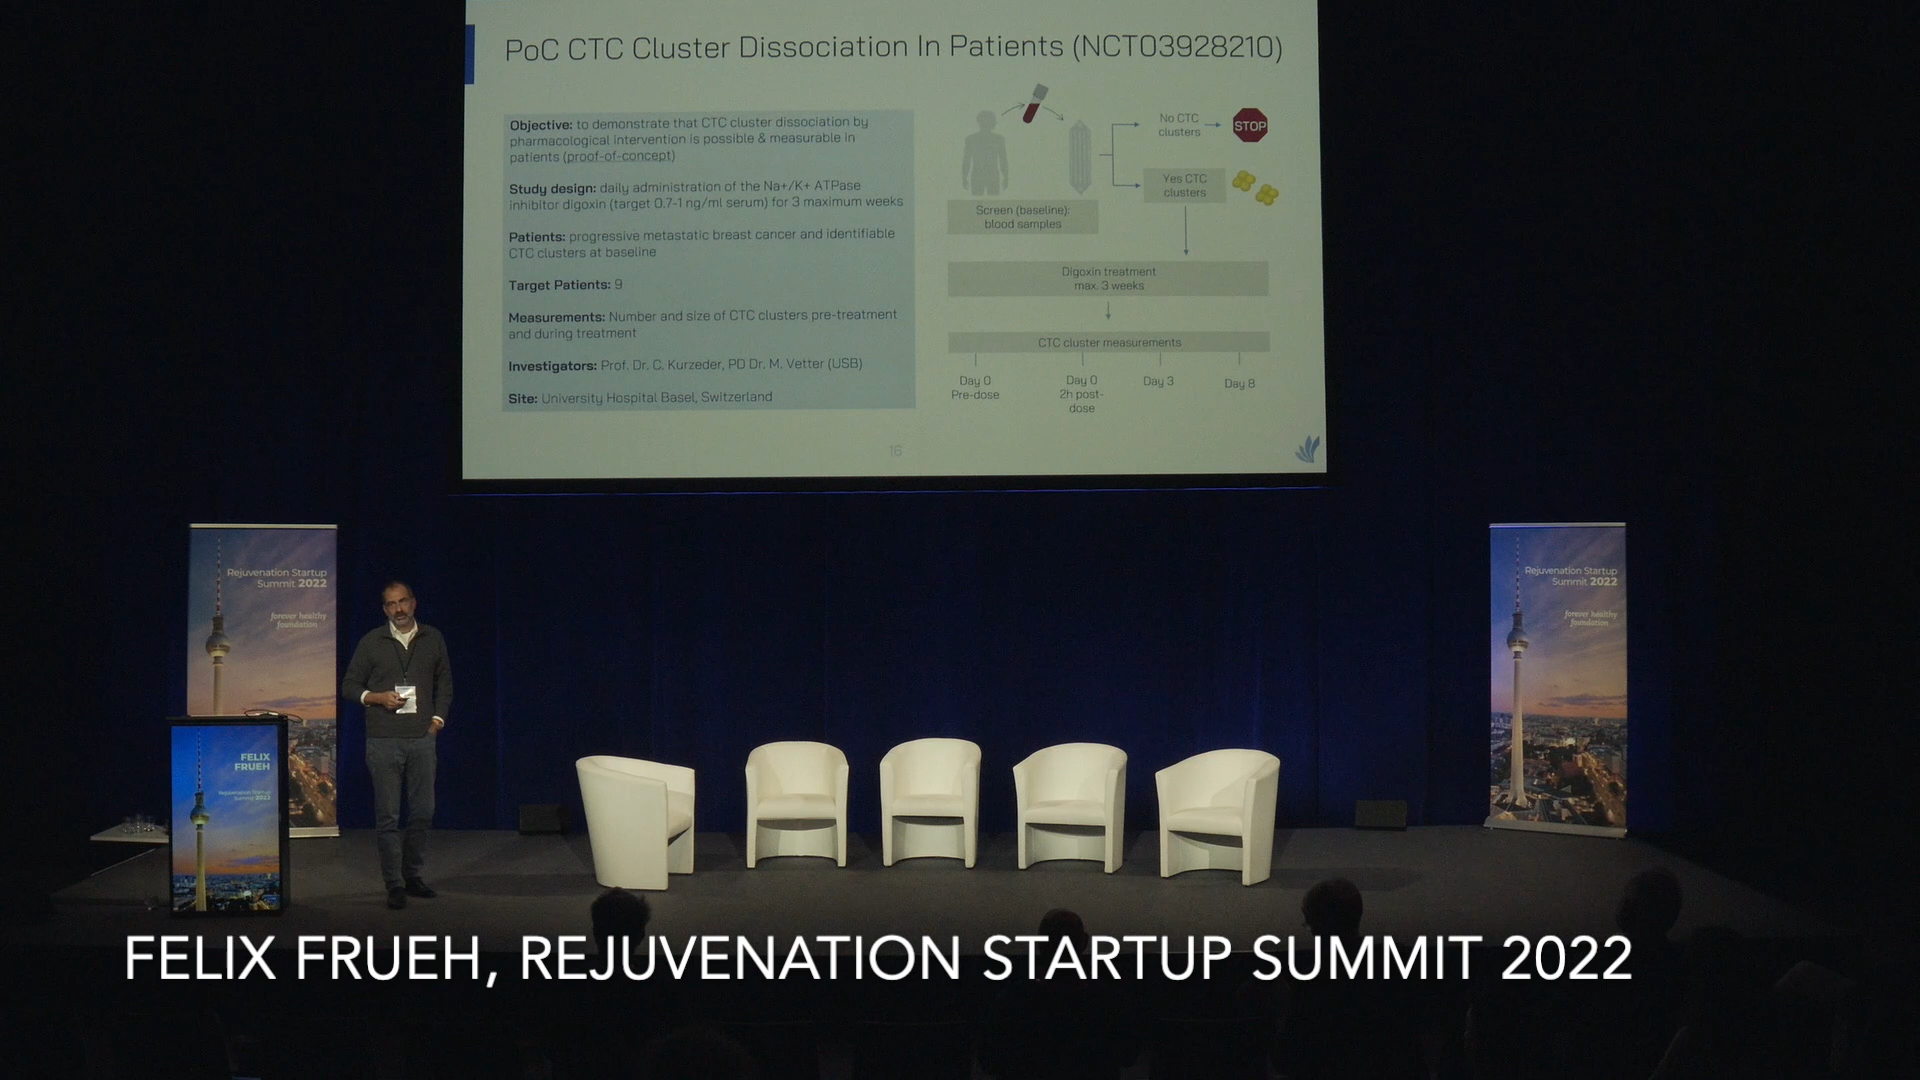 PoC CTC Cluster Dissociation In Patients (NCT03928210)
Objective: to demonstrate that CTC cluster dissociation by
pharmacological intervention is possible & measurable in
patients (proof-of-concept)
Study design: daily administration of the Na+/K+ ATPase
inhibitor digoxin (target 0.7-1 ng/ml serum) for 3 maximum weeks
Patients: progressive metastatic breast cancer and identifiable
CTC clusters at baseline
Target Patients: 9
Measurements: Number and size of CTC clusters pre-treatment
and during treatment
Investigators: Prof. Dr. C. Kurzeder, PD Dr. M. Vetter (USB)
Site: University Hospital Basel, Switzerland
No CTC
clusters
STOP
Yes CTC
clusters
Screen (baseline):
blood samples
Digoxin treatment
max. 3 weeks
CTC cluster measurements
Day 0
Pre-dose
Day 0
2h post-
dose
Day 3
Day 8
16
Rejuvenation Startup
Summit 2022
forever healthy
foundation
Rejuvenation Startup
Summit 2022
forever healthy
foundation
FELIX
FRUEH
Rejuvenation Startup
Summit 2022
FELIX FRUEH, REJUVENATION STARTUP SUMMIT 2022